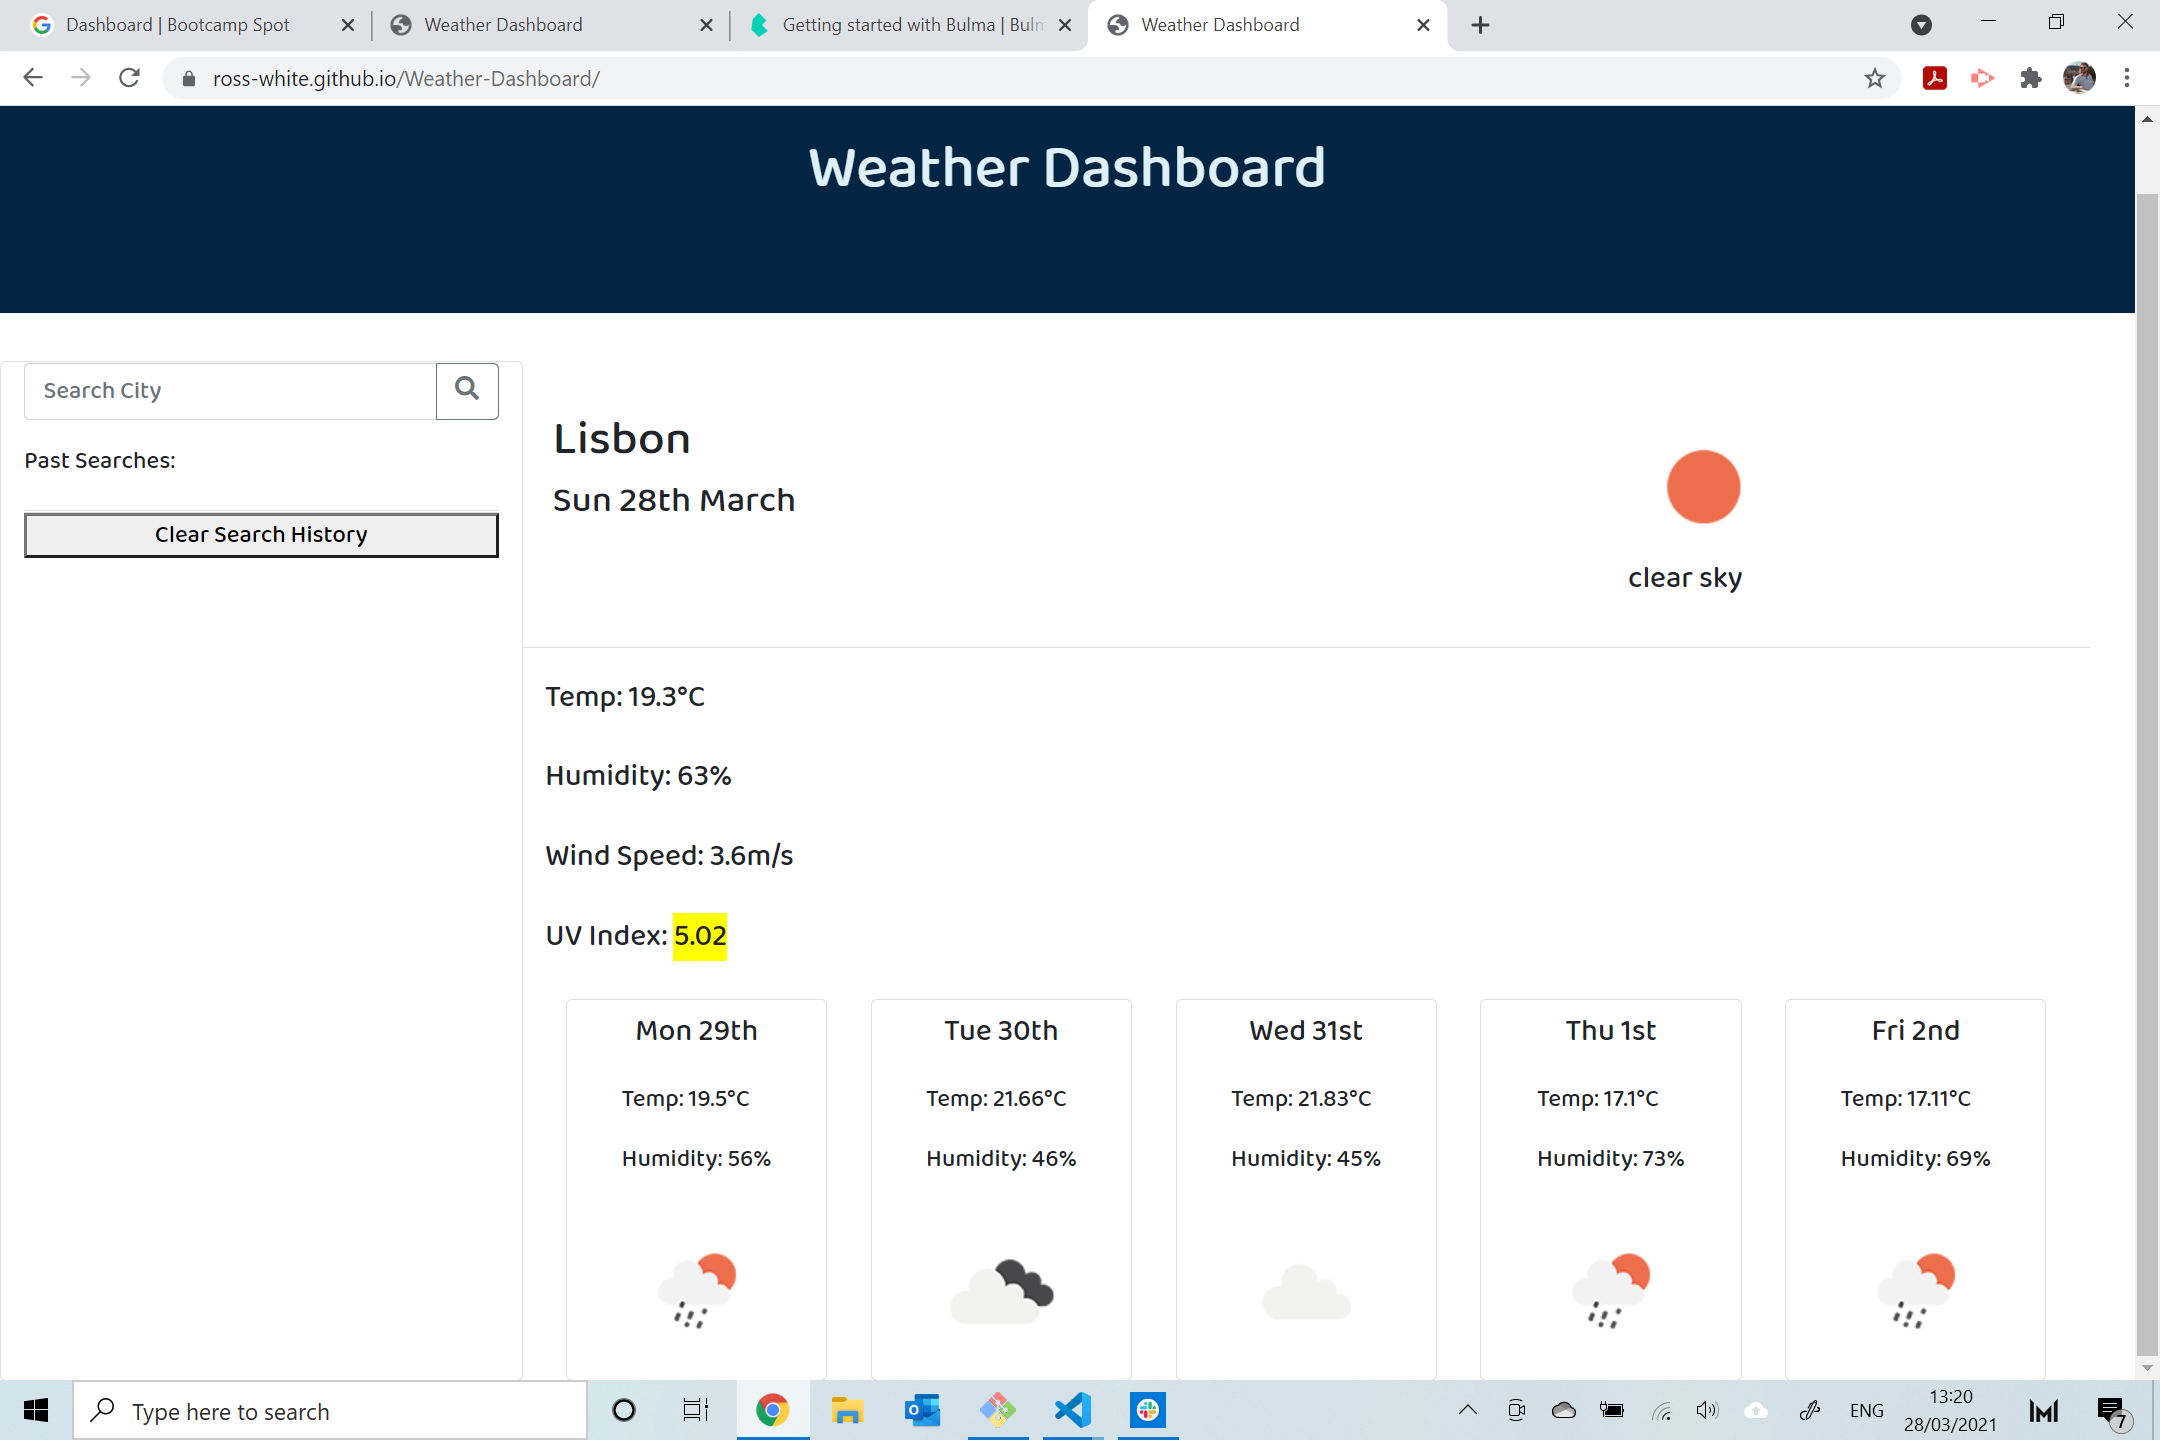 Dashboard | Bootcamp Spot
Weather Dashboard
Getting started with Bulma | Bulm
Weather Dashboard
ross-white.github.io/Weather-Dashboard/
Weather Dashboard
Search City
Past Searches:
Clear Search History
Lisbon
Sun 28th March
clear sky
Temp: 19.3°C
Humidity: 63%
Wind Speed: 3.6m/s
UV Index: 5.02
Mon 29th
Temp: 19.5°C
Humidity: 56%
Tue 30th
Temp: 21.66°C
Humidity: 46%
Wed 31st
Temp: 21.83°C
Humidity: 45%
Thu 1st
Temp: 17.1°C
Humidity: 73%
Fri 2nd
Temp: 17.11°C
Humidity: 69%
Type here to search
ENG
13:20
28/03/2021
7